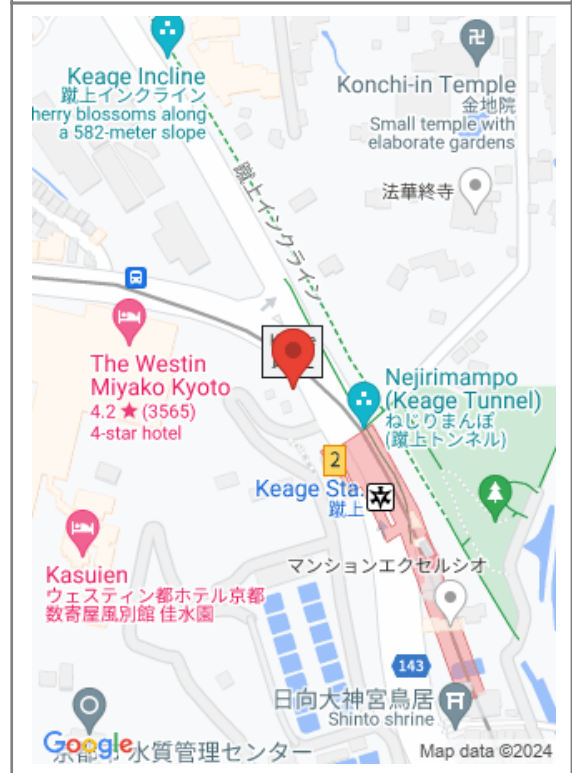 Keage Incline
蹴上インクライン
herry blossoms along
a 582-meter slope
Konchi-in Temple
金地院
Small temple with
elaborate gardens
法華終寺
蹴上インクライン
The Westin
Miyako Kyoto
4.2 ★ (3565)
4-star hotel
Nejirimampo
(Keage Tunnel)
ねじりまんぽ
(蹴上トンネル)
2
Keage Sta.
蹴上
Kasuien
ウェスティン都ホテル京都
数寄屋風別館 佳水園
マンションエクセルシオ
143
日向大神宮鳥居
Shinto shrine
Google
水質管理センター
Map data ©2024